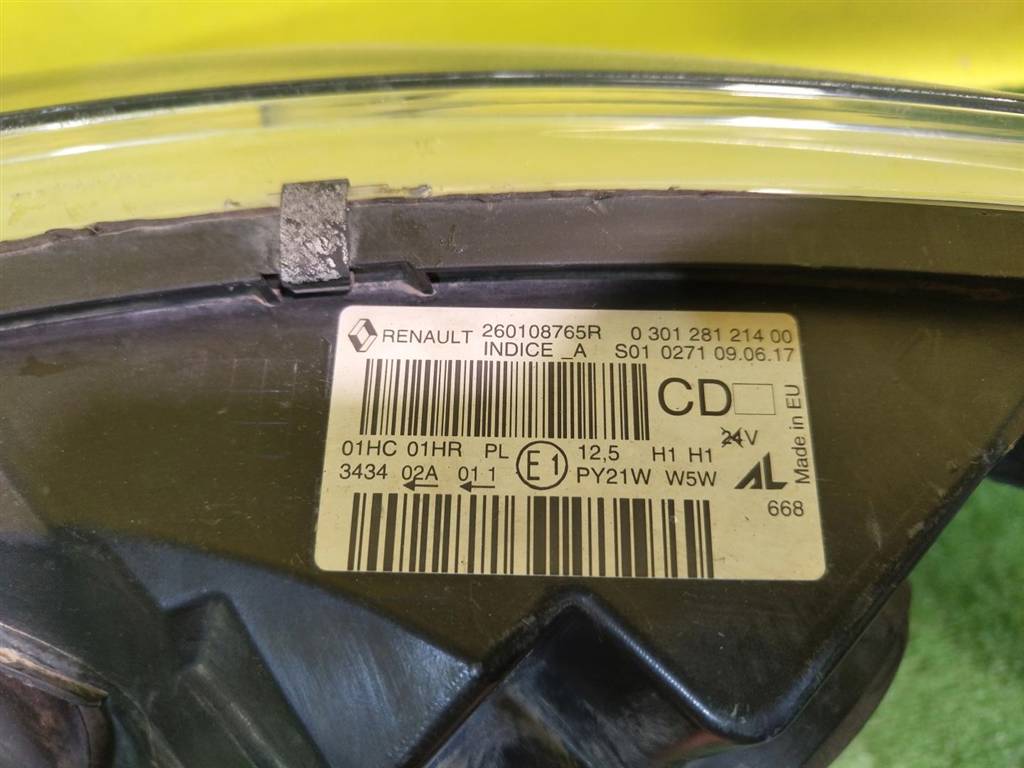 RENAULT 260108765R 0 301 281 214 00
INDICE _A S01 0271 09.06.17
CD
Made in EU
24V
01HC 01HR PL E1 12,5 H1 H1
3434 02A 01 1 PY21W W5W AL
668